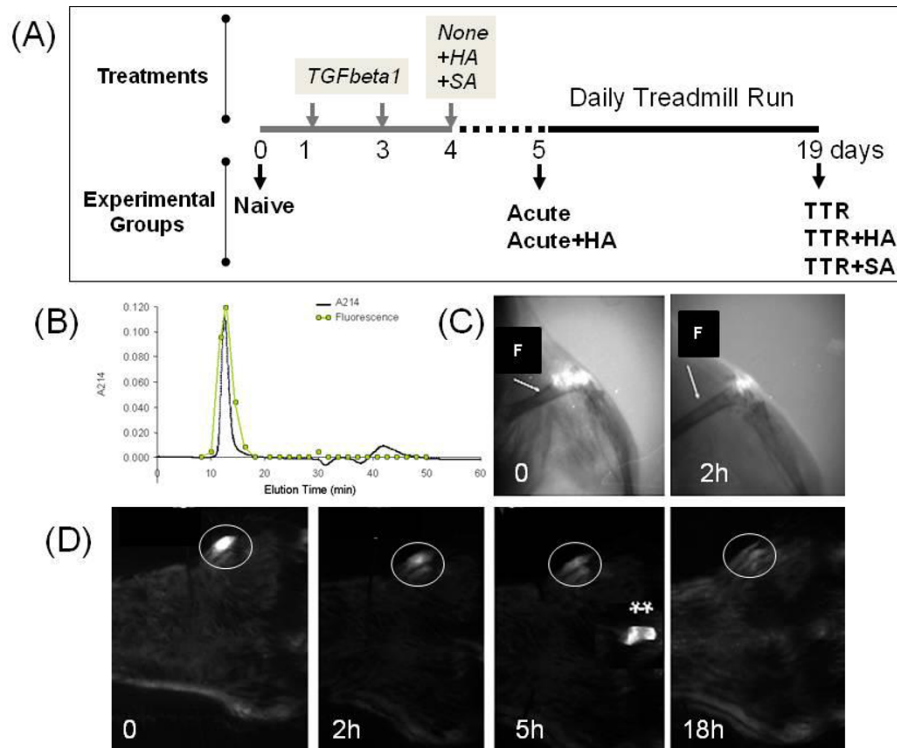 (A)
Treatments
TGFbeta1
None
+HA
+SA
Daily Treadmill Run
0 1 3 4 5 19 days
Experimental
Groups
Naive
Acute
Acute+HA
TTR
TTR+HA
TTR+SA
(B)
A214
Fluorescence
A214
0.120
0.100
0.080
0.060
0.040
0.020
0.000
-0.020
0 10 20 30 40 50 60
Elution Time (min)
(C)
F
0
F
2h
(D)
0
2h
**
5h
18h